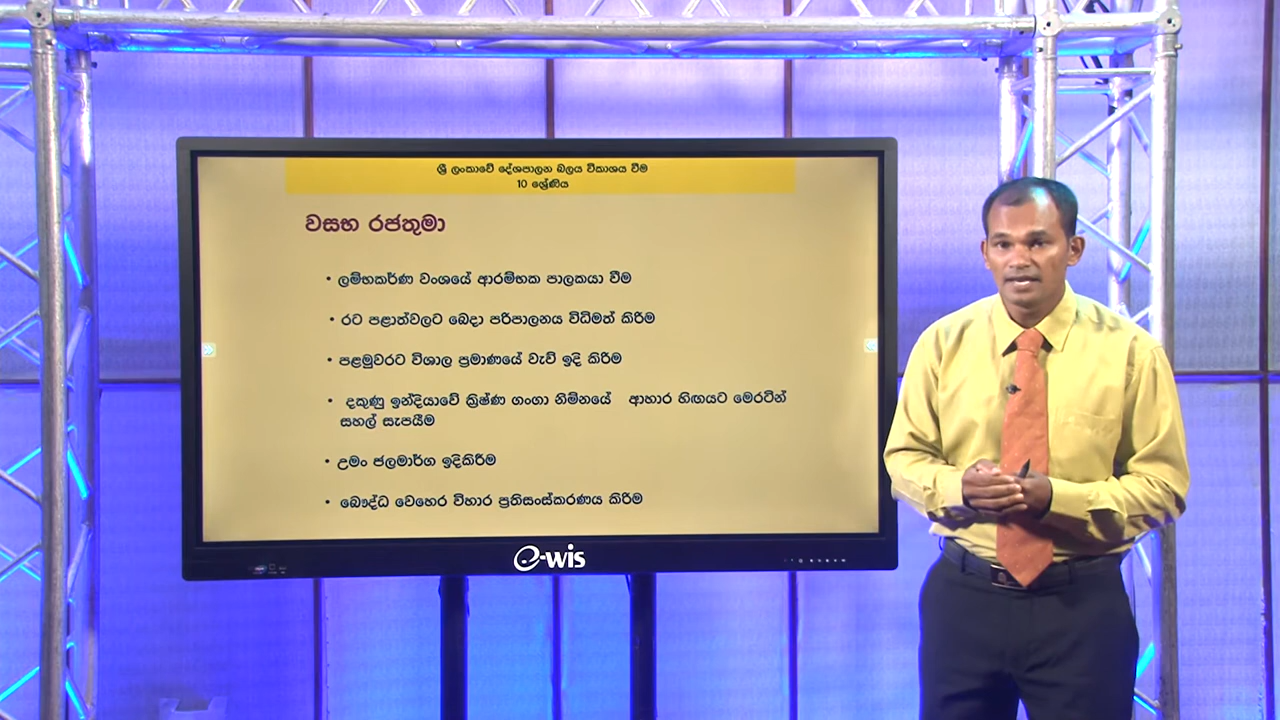 ශ්‍රී ලංකාවේ දේශපාලන බලය විකාශය වීම
10 ශ්‍රේණිය
වසභ රජතුමා
• ලම්භකර්ණ වංශයේ ආරම්භක පාලකයා වීම
• රට පළාත්වලට බෙදා පරිපාලනය විධිමත් කිරීම
• පළමුවරට විශාල ප්‍රමාණයේ වැව් ඉදි කිරීම
• දකුණු ඉන්දියාවේ ක්‍රිෂ්ණ ගංගා නිම්නයේ ආහාර හිඟයට මෙරටින්
සහල් සැපයීම
• උමං ජලමාර්ග ඉදිකිරීම
• බෞද්ධ වෙහෙර විහාර ප්‍රතිසංස්කරණය කිරීම
e-wis